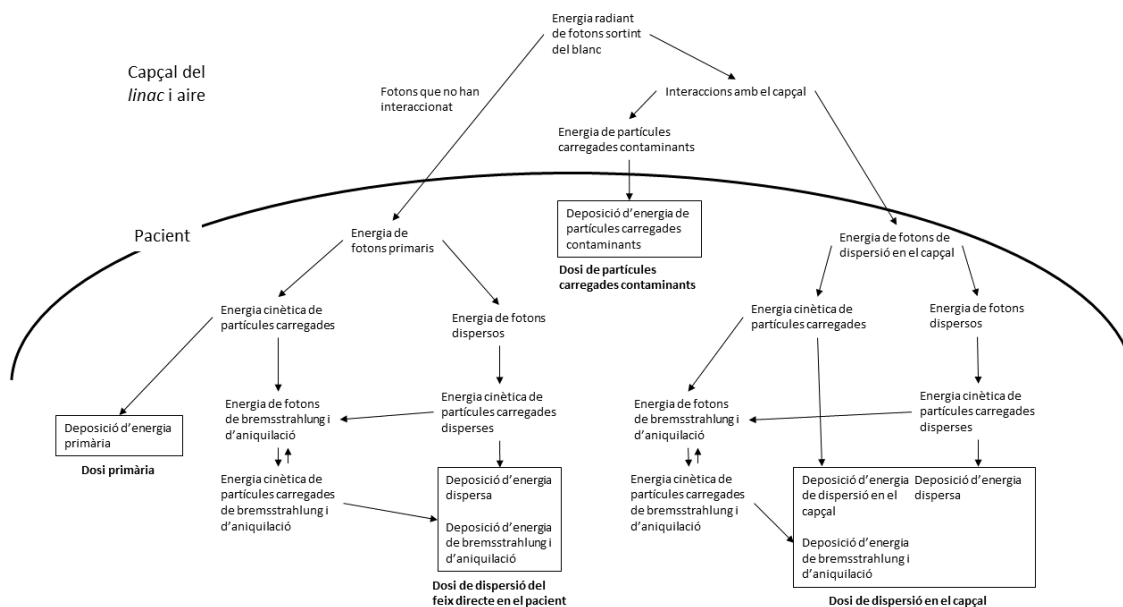 Energia radiant
de fotons sortint
del blanc
Capçal del
linac i aire
Fotons que no han
interaccionat
Interaccions amb el capçal
Energia de partícules
carregades contaminants
Pacient
Deposició d’energia de
partícules carregades
contaminants
Dosi de partícules
carregades contaminants
Energia de
fotons primaris
Energia de fotons de
dispersió en el capçal
Energia cinètica de
partícules carregades
Energia de fotons
dispersos
Energia cinètica de
partícules carregades
Energia de fotons
dispersos
Deposició d’energia
primària
Dosi primària
Energia de fotons
de bremsstrahlung i
d’aniquilació
Energia cinètica de
partícules carregades
disperses
Energia de fotons
de bremsstrahlung i
d’aniquilació
Energia cinètica de
partícules carregades
disperses
Energia cinètica de
partícules carregades
de bremsstrahlung i
d’aniquilació
Deposició d’energia
dispersa
Deposició d’energia
de bremsstrahlung i
d’aniquilació
Dosi de dispersió del
feix directe en el pacient
Energia cinètica de
partícules carregades
de bremsstrahlung i
d’aniquilació
Deposició d’energia
de dispersió en el
capçal
Deposició d’energia
dispersa
Deposició d’energia
de bremsstrahlung i
d’aniquilació
Dosi de dispersió en el capçal